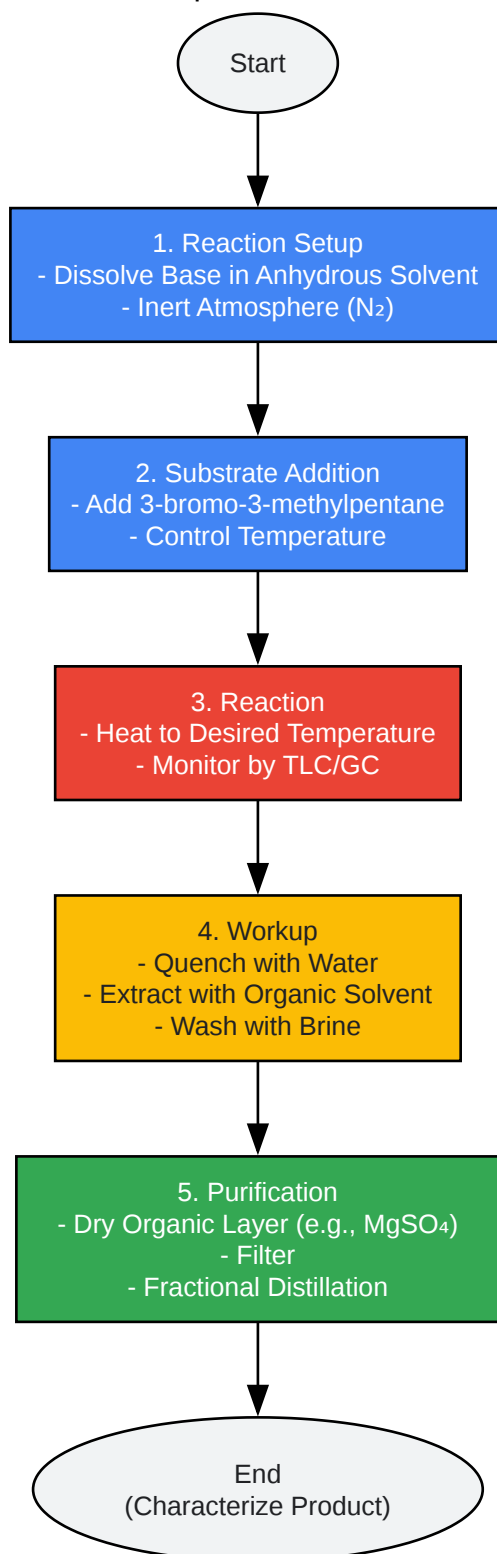 Start
1. Reaction Setup
- Dissolve Base in Anhydrous Solvent
- Inert Atmosphere (N₂)
2. Substrate Addition
- Add 3-bromo-3-methylpentane
- Control Temperature
3. Reaction
- Heat to Desired Temperature
- Monitor by TLC/GC
4. Workup
- Quench with Water
- Extract with Organic Solvent
- Wash with Brine
5. Purification
- Dry Organic Layer (e.g., MgSO₄)
- Filter
- Fractional Distillation
End
(Characterize Product)